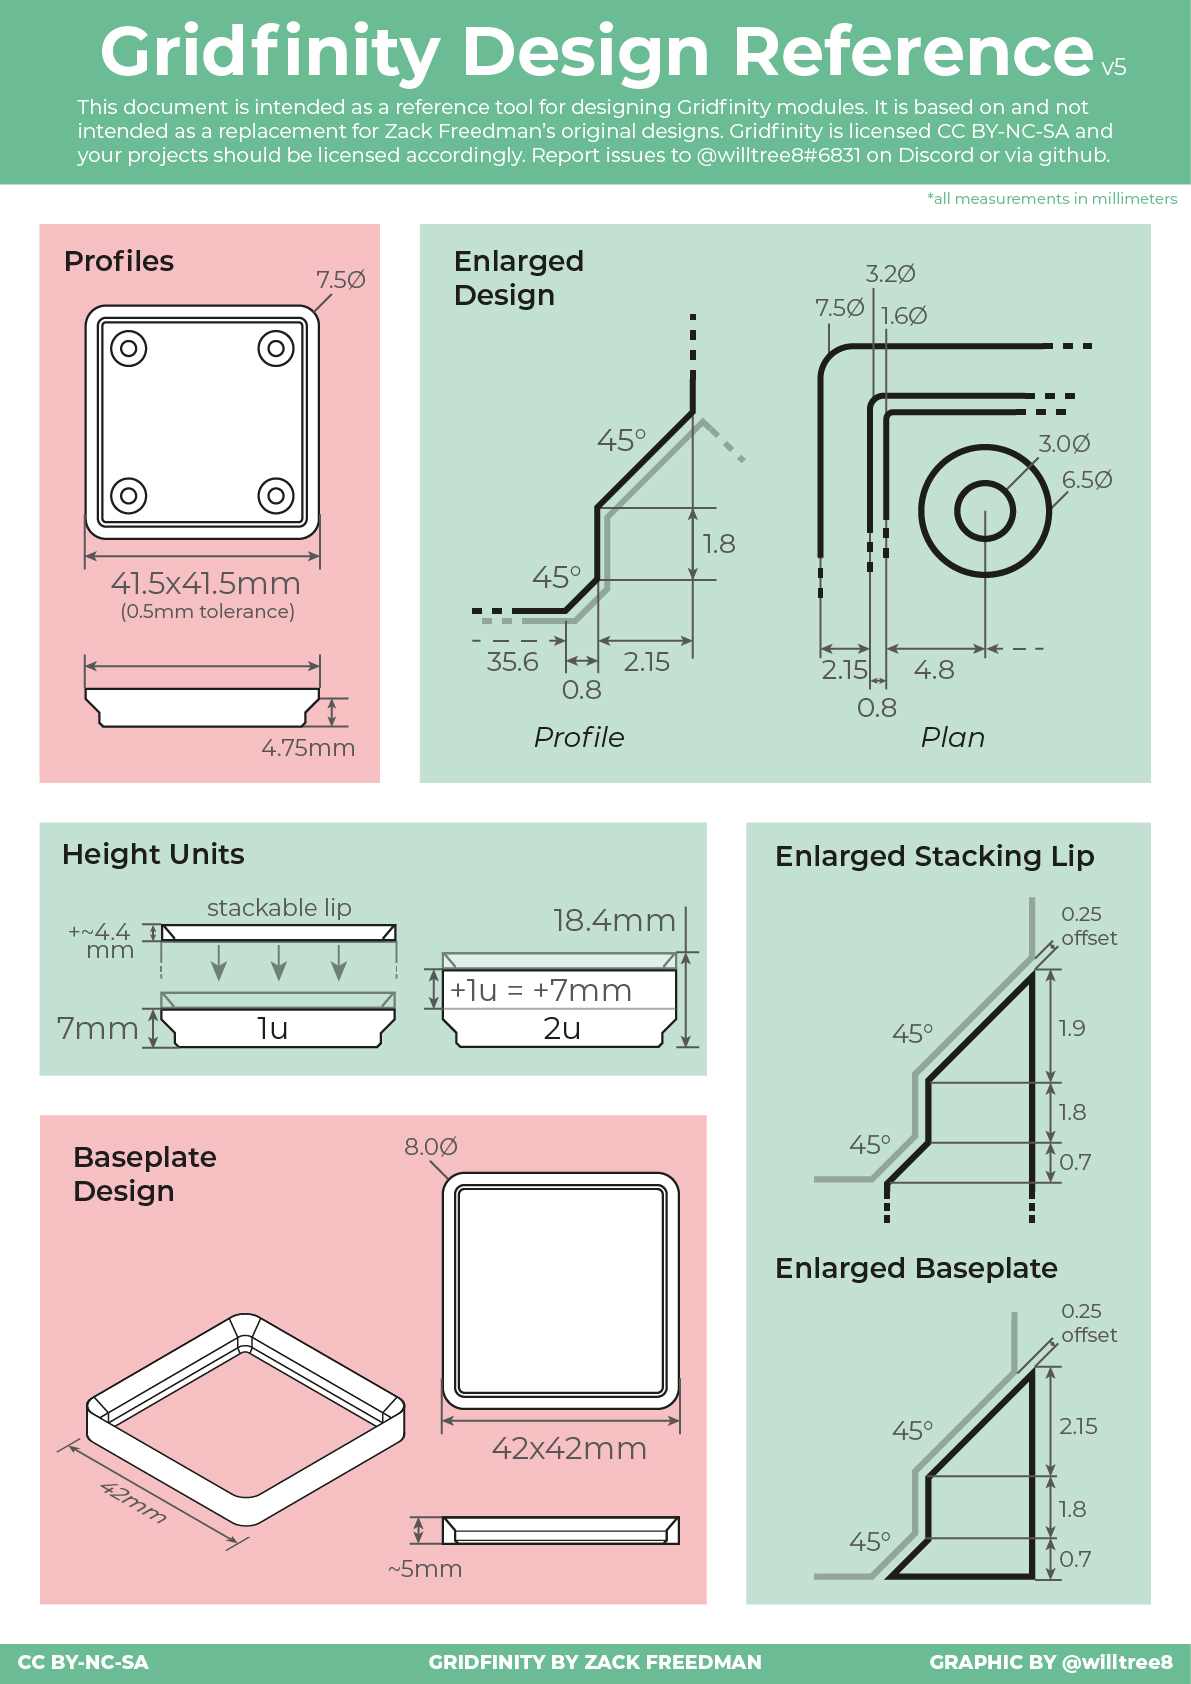 Gridfinity Design Reference v5
This document is intended as a reference tool for designing Gridfinity modules. It is based on and not
intended as a replacement for Zack Freedman's original designs. Gridfinity is licensed CC BY-NC-SA and
your projects should be licensed accordingly. Report issues to @willtree8#6831 on Discord or via github.
*all measurements in millimeters
Profiles
7.5Ø
41.5x41.5mm
(0.5mm tolerance)
4.75mm
Enlarged
Design
45°
45°
1.8
35.6
2.15
0.8
Profile
3.2Ø
7.5Ø
1.6Ø
3.0Ø
6.5Ø
2.15
4.8
0.8
Plan
Height Units
stackable lip
+~4.4
mm
7mm
1u
18.4mm
+1u = +7mm
2u
Enlarged Stacking Lip
0.25
offset
45°
1.9
1.8
45°
0.7
Baseplate
Design
8.0Ø
42x42mm
42mm
~5mm
Enlarged Baseplate
0.25
offset
45°
2.15
1.8
45°
0.7
CC BY-NC-SA
GRIDFINITY BY ZACK FREEDMAN
GRAPHIC BY @willtree8